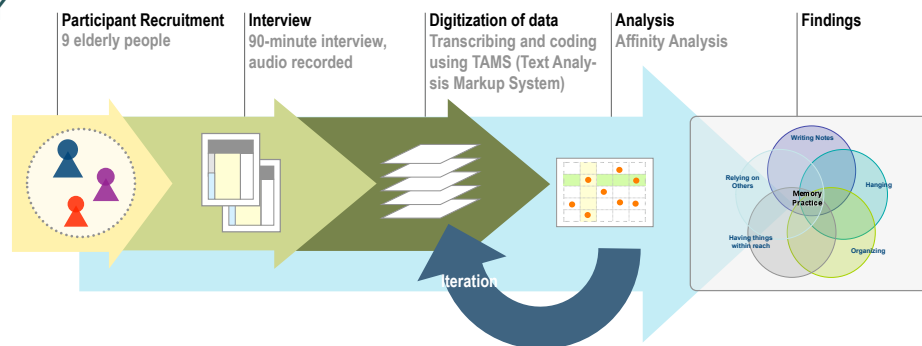 Participant Recruitment
9 elderly people
Interview
90-minute interview,
audio recorded
Digitization of data
Transcribing and coding
using TAMS (Text Analy-
sis Markup System)
Analysis
Affinity Analysis
Findings
Writing Notes
Relying on
Others
Hanging
Memory
Practice
Having things
within reach
Organizing
Iteration